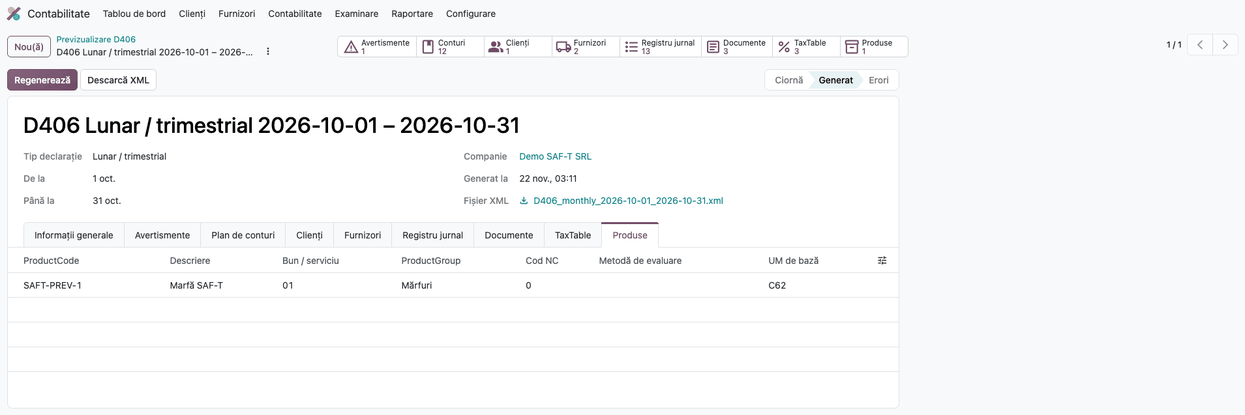 Contabilitate Tablou de bord Clienți Furnizori Contabilitate Examinare Raportare Configurare
Nou(ă)
Previzualizare D406
D406 Lunar / trimestrial 2026-10-01 – 2026-...
Avertismente 1
Conturi 12
Clienți 1
Furnizori 2
Registru jurnal 13
Documente 3
TaxTable 3
Produse 1
1 / 1
Regenerează Descarcă XML
Ciornă Generat Erori
D406 Lunar / trimestrial 2026-10-01 – 2026-10-31
Tip declarație Lunar / trimestrial Companie Demo SAF-T SRL
De la 1 oct. Generat la 22 nov., 03:11
Până la 31 oct. Fișier XML D406_monthly_2026-10-01_2026-10-31.xml
Informații generale Avertismente Plan de conturi Clienți Furnizori Registru jurnal Documente TaxTable Produse
ProductCode Descriere Bun / serviciu ProductGroup Cod NC Metodă de evaluare UM de bază
SAFT-PREV-1 Marfă SAF-T 01 Mărfuri 0 C62